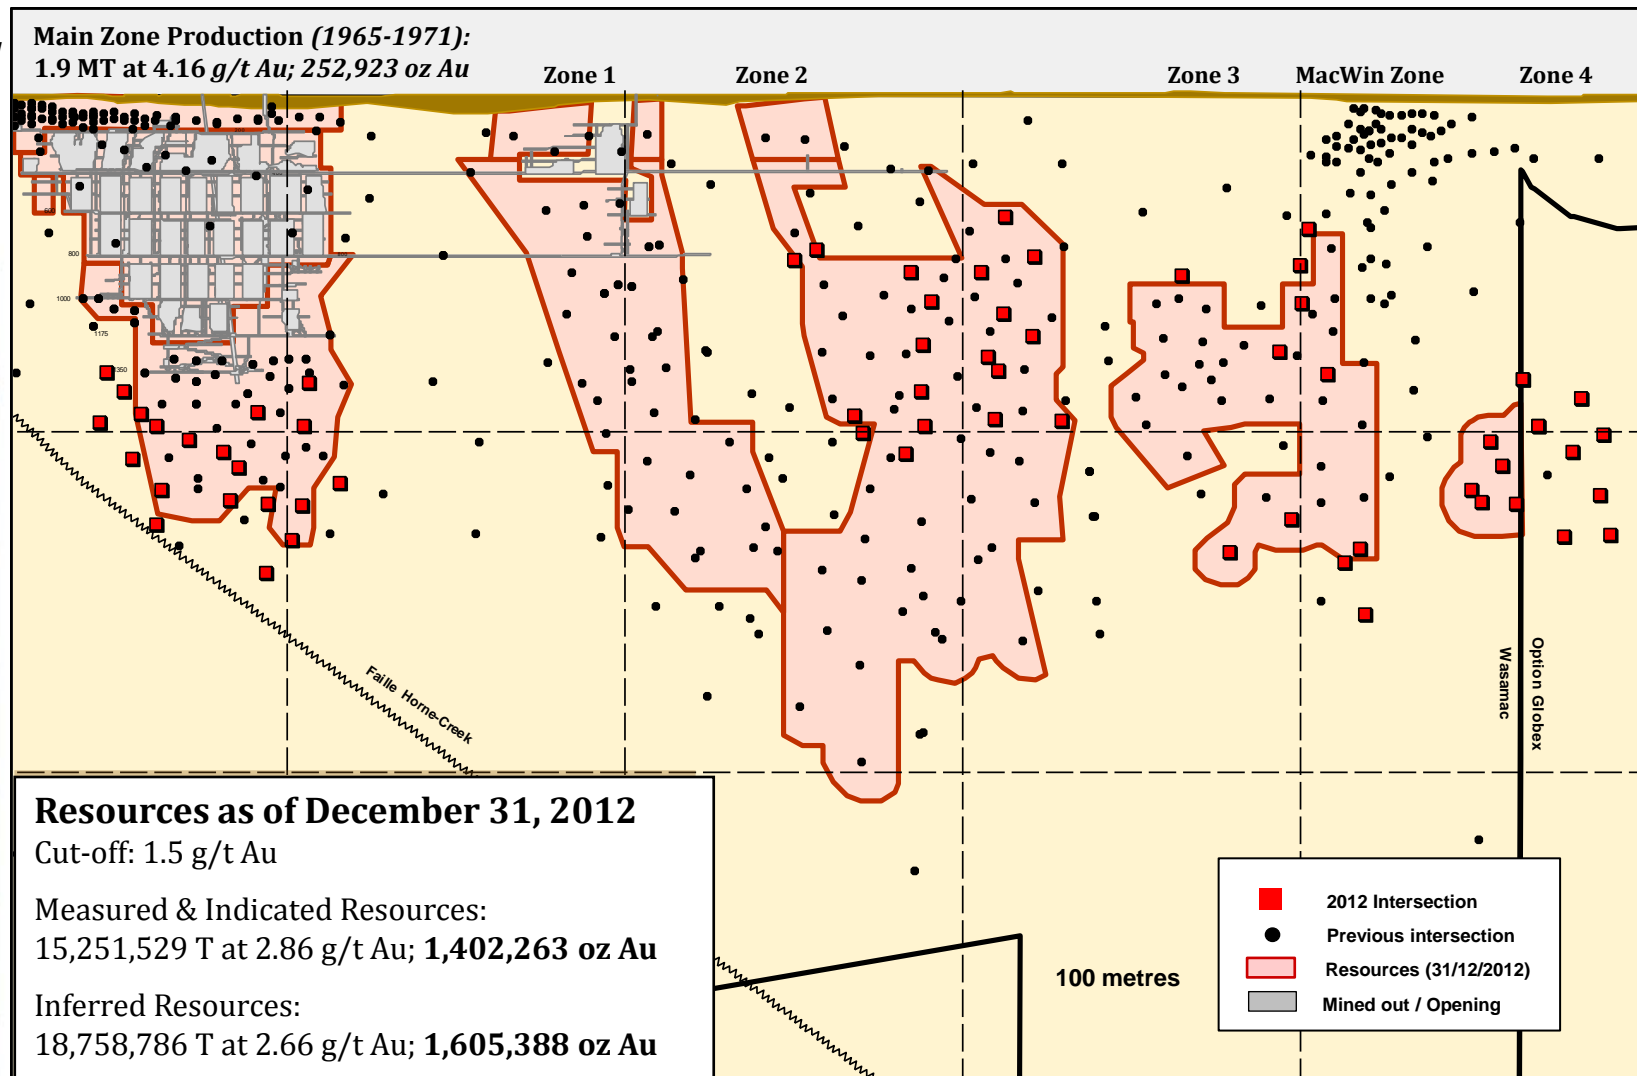 Main Zone Production (1965-1971):
1.9 MT at 4.16 g/t Au; 252,923 oz Au
Zone 1
Zone 2
Zone 3
MacWin Zone
Zone 4
800
1000
1175
Faille Horne-Creek
Wasamac
Option Globex
Resources as of December 31, 2012
Cut-off: 1.5 g/t Au
Measured & Indicated Resources:
15,251,529 T at 2.86 g/t Au; 1,402,263 oz Au
Inferred Resources:
18,758,786 T at 2.66 g/t Au; 1,605,388 oz Au
100 metres
2012 Intersection
Previous intersection
Resources (31/12/2012)
Mined out / Opening